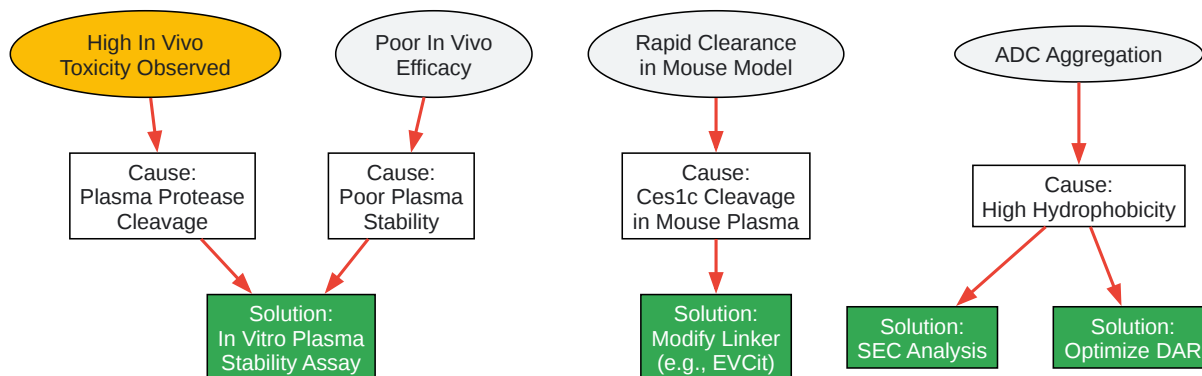 High In Vivo
Toxicity Observed
Poor In Vivo
Efficacy
Rapid Clearance
in Mouse Model
ADC Aggregation
Cause:
Plasma Protease
Cleavage
Cause:
Poor Plasma
Stability
Cause:
Ces1c Cleavage
in Mouse Plasma
Cause:
High Hydrophobicity
Solution:
In Vitro Plasma
Stability Assay
Solution:
Modify Linker
(e.g., EVCit)
Solution:
SEC Analysis
Solution:
Optimize DAR